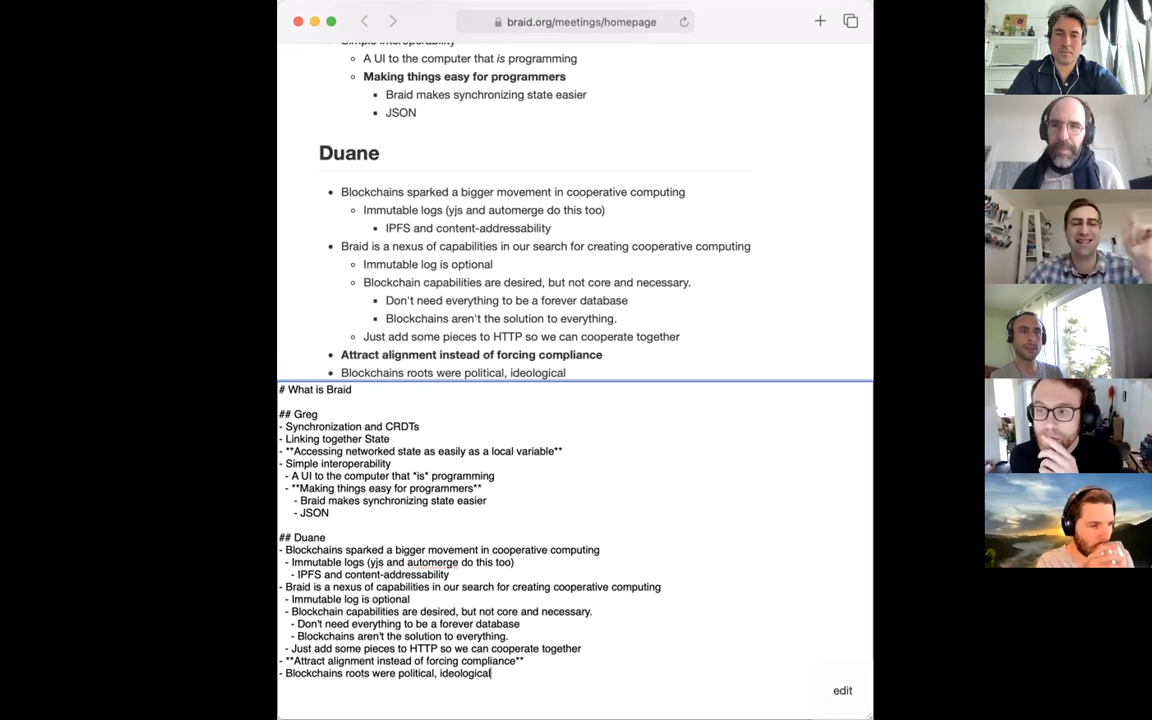 braid.org/meetings/homepage
Simple interoperability
A UI to the computer that is programming
Making things easy for programmers
Braid makes synchronizing state easier
JSON
Duane
Blockchains sparked a bigger movement in cooperative computing
Immutable logs (yjs and automerge do this too)
IPFS and content-addressability
Braid is a nexus of capabilities in our search for creating cooperative computing
Immutable log is optional
Blockchain capabilities are desired, but not core and necessary.
Don't need everything to be a forever database
Blockchains aren't the solution to everything.
Just add some pieces to HTTP so we can cooperate together
Attract alignment instead of forcing compliance
Blockchains roots were political, ideological
# What is Braid
## Greg
- Synchronization and CRDTs
- Linking together State
- **Accessing networked state as easily as a local variable**
- Simple interoperability
- A UI to the computer that *is* programming
- **Making things easy for programmers**
- Braid makes synchronizing state easier
- JSON
## Duane
- Blockchains sparked a bigger movement in cooperative computing
- Immutable logs (yjs and automerge do this too)
- IPFS and content-addressability
- Braid is a nexus of capabilities in our search for creating cooperative computing
- Immutable log is optional
- Blockchain capabilities are desired, but not core and necessary.
- Don't need everything to be a forever database
- Blockchains aren't the solution to everything.
- Just add some pieces to HTTP so we can cooperate together
- **Attract alignment instead of forcing compliance**
- Blockchains roots were political, ideological
edit